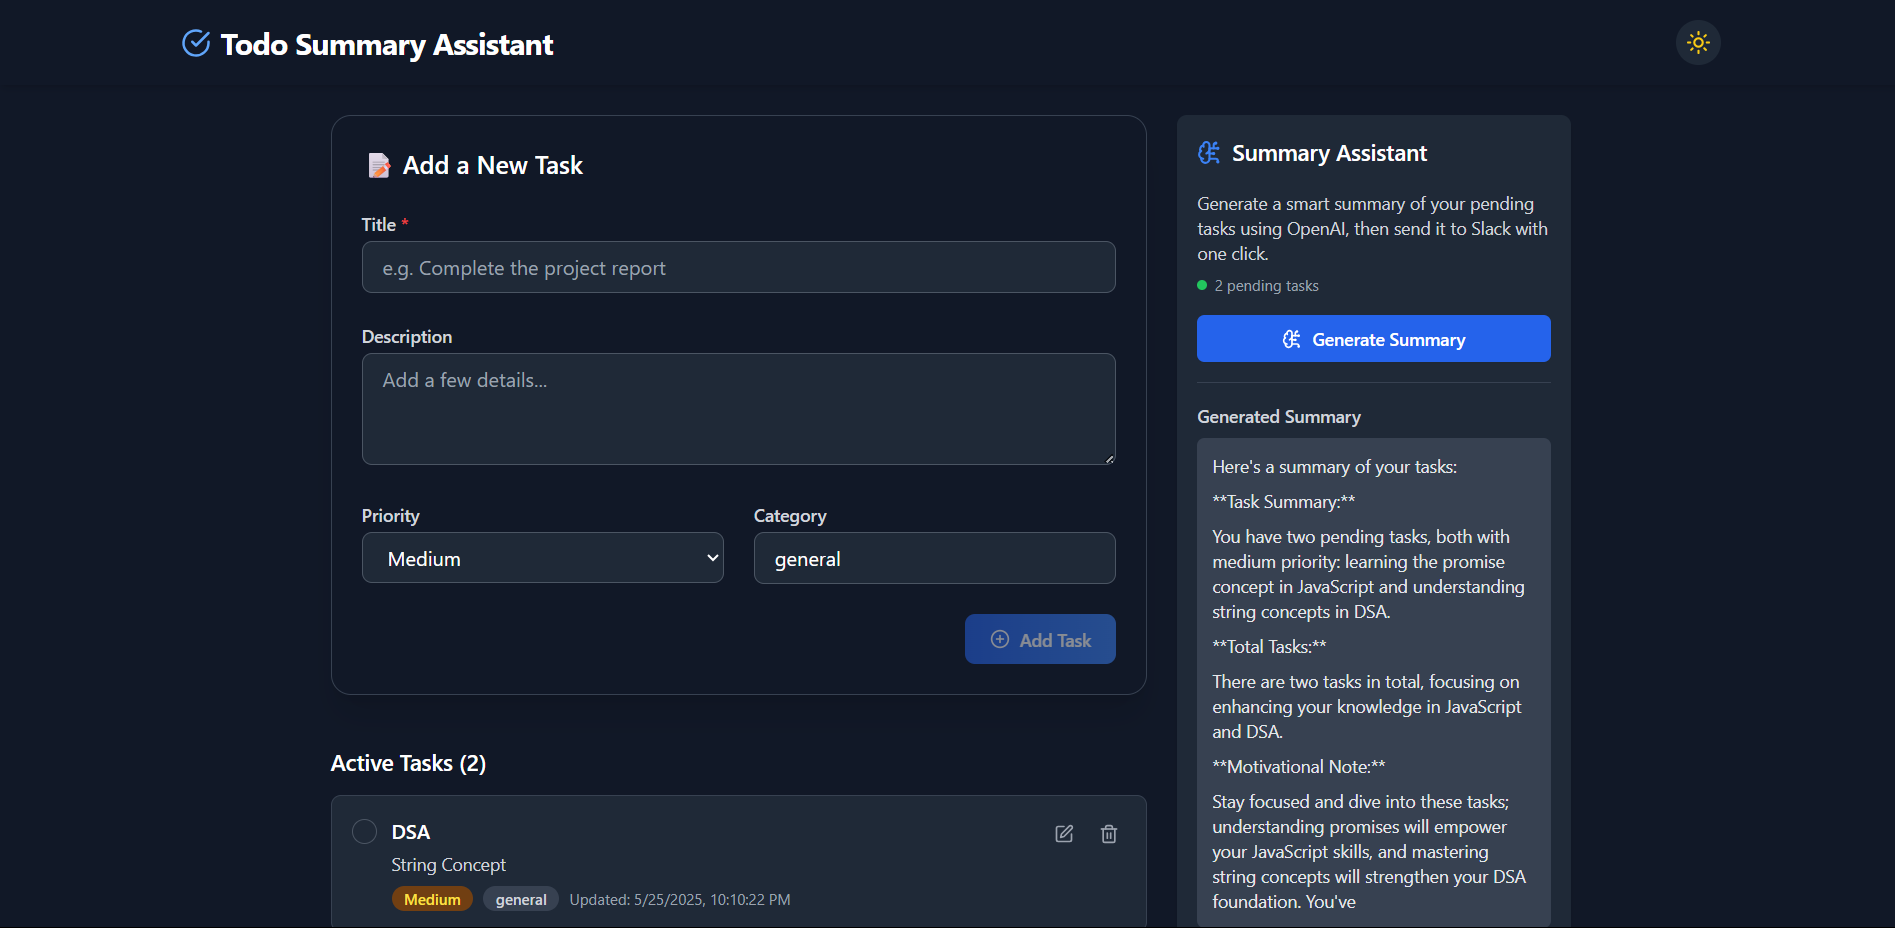 Todo Summary Assistant
Add a New Task
Title *
e.g. Complete the project report
Description
Add a few details...
Priority
Medium
Category
general
Add Task
Active Tasks (2)
DSA
String Concept
Medium
general
Updated: 5/25/2025, 10:10:22 PM
Summary Assistant
Generate a smart summary of your pending
tasks using OpenAI, then send it to Slack with
one click.
2 pending tasks
Generate Summary
Generated Summary
Here's a summary of your tasks:
**Task Summary:**
You have two pending tasks, both with
medium priority: learning the promise
concept in JavaScript and understanding
string concepts in DSA.
**Total Tasks:**
There are two tasks in total, focusing on
enhancing your knowledge in JavaScript
and DSA.
**Motivational Note:**
Stay focused and dive into these tasks;
understanding promises will empower
your JavaScript skills, and mastering
string concepts will strengthen your DSA
foundation. You've